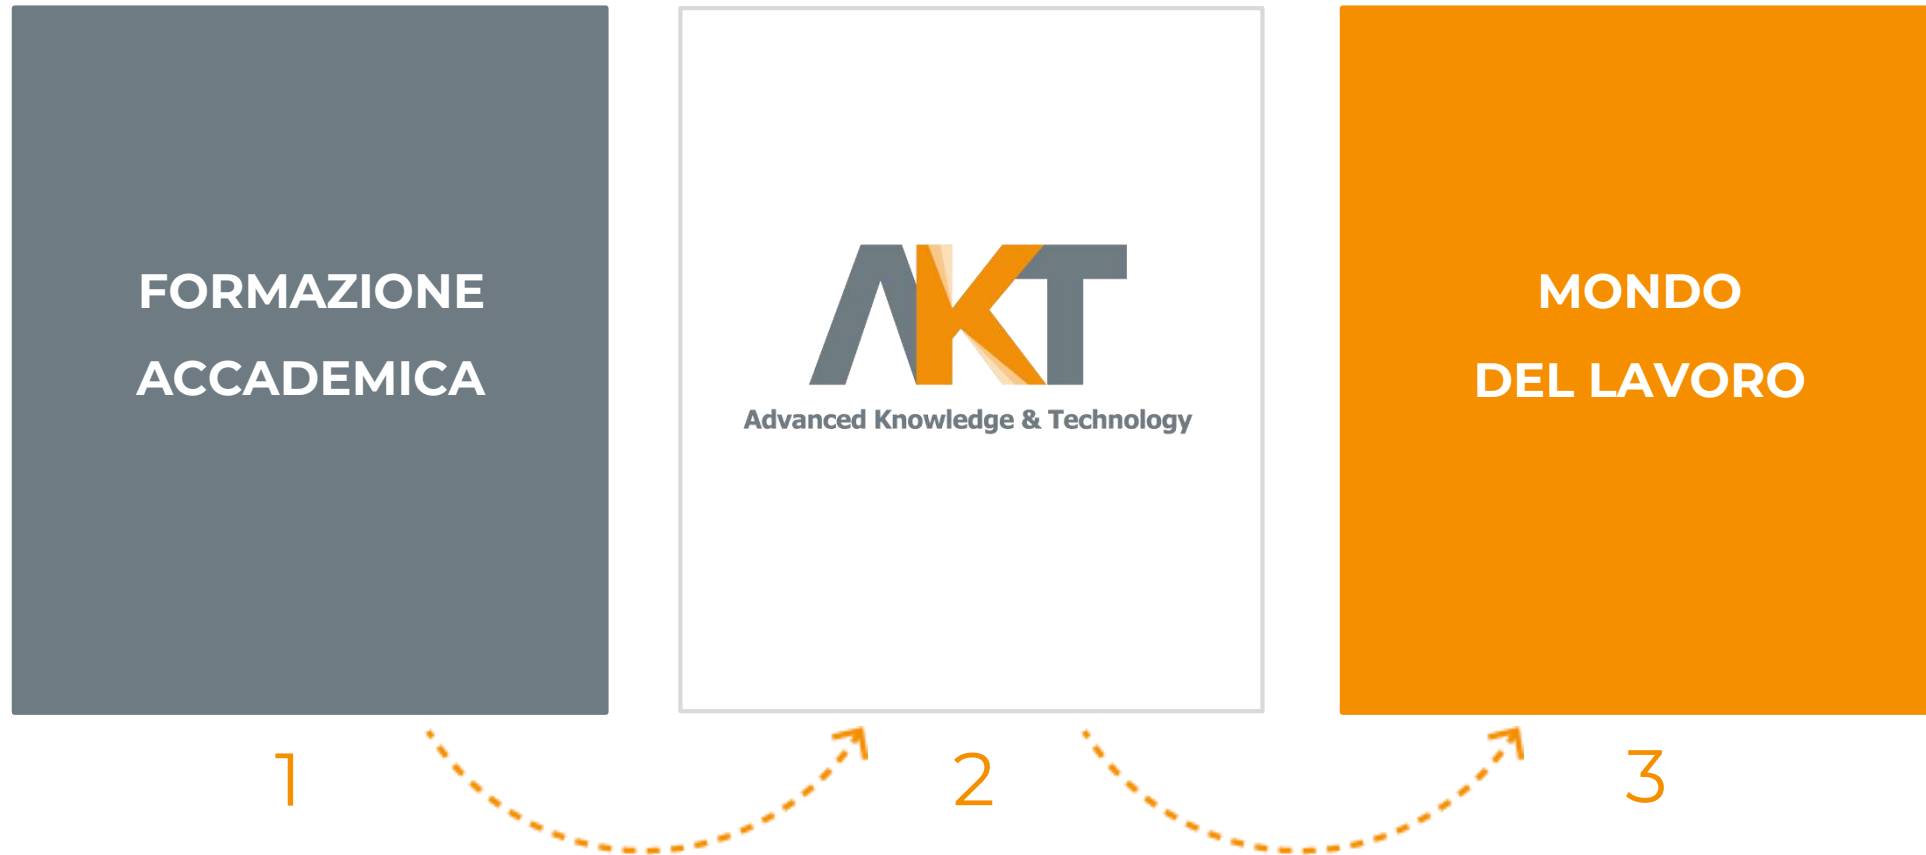 FORMAZIONE
ACCADEMICA
AKT
Advanced Knowledge & Technology
MONDO
DEL LAVORO
1
2
3